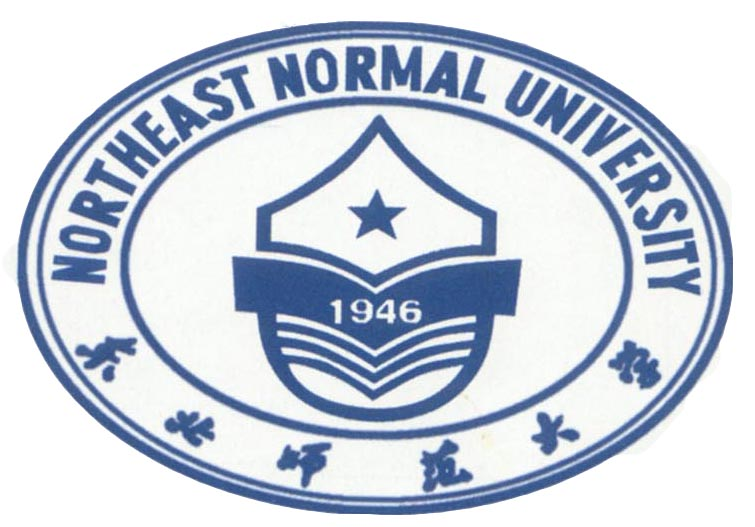 NORTHEAST NORMAL UNIVERSITY
1946
东北师范大学